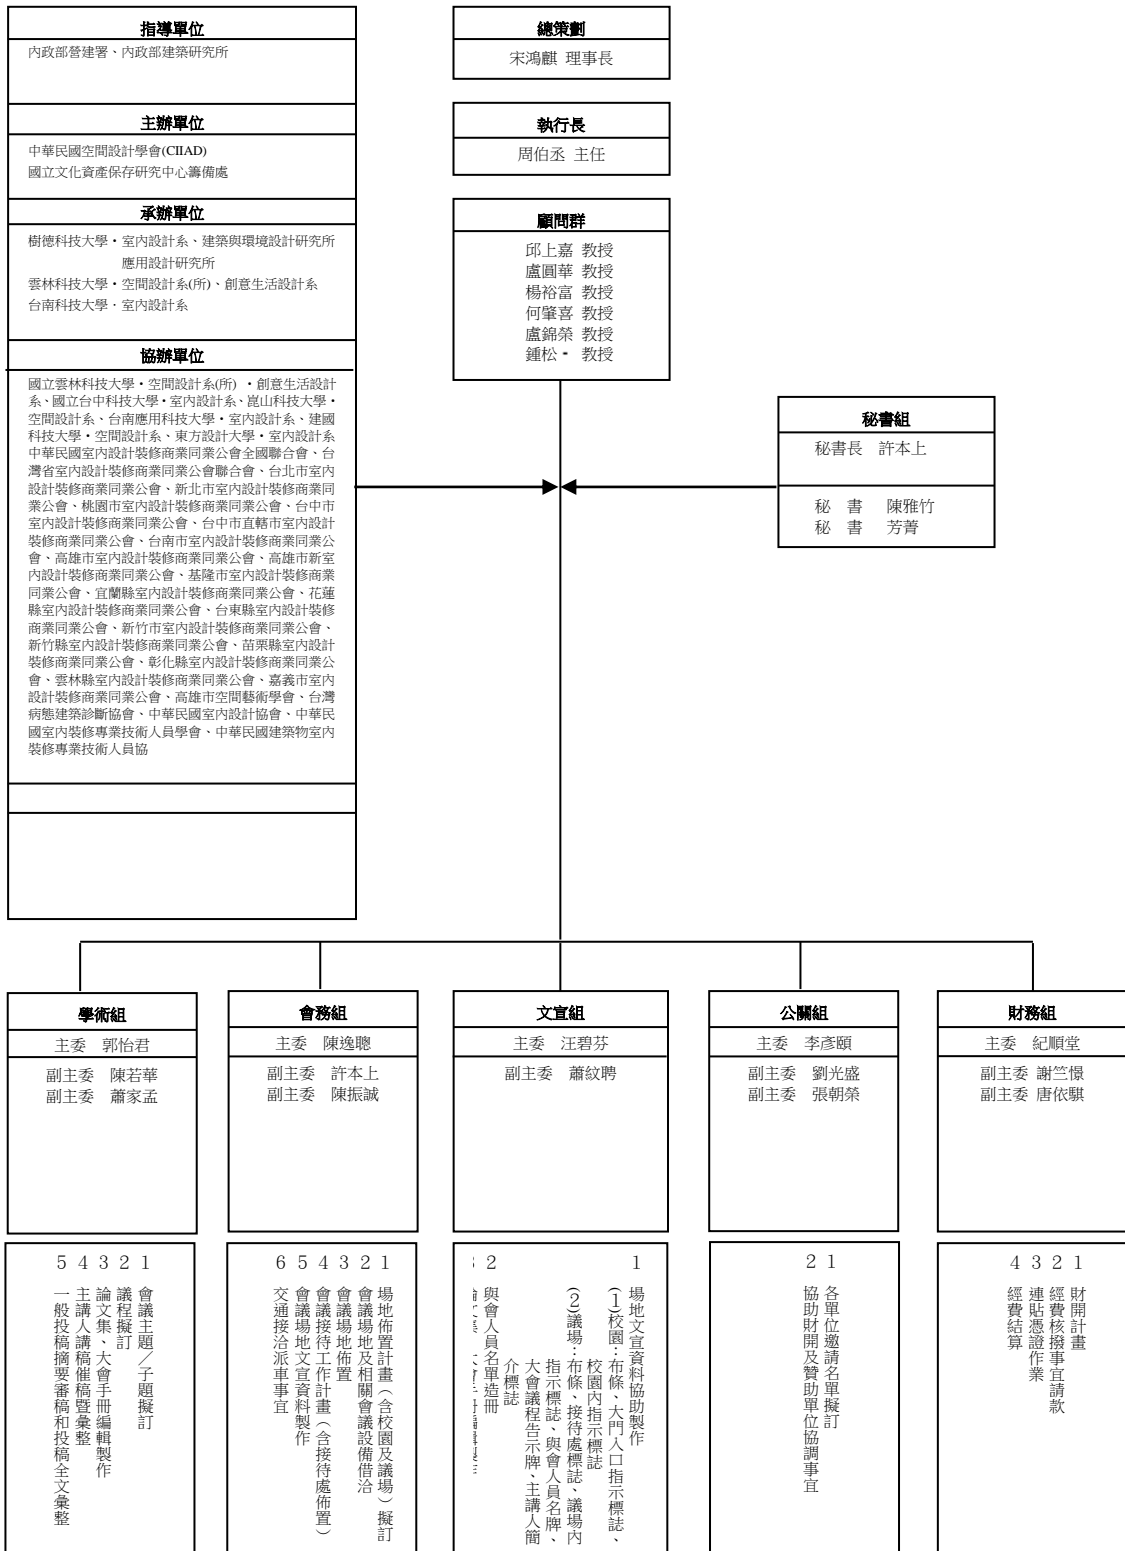 指導單位
內政部營建署、內政部建築研究所
主辦單位
中華民國空間設計學會(CIIAD)
國立文化資產保存研究中心籌備處
承辦單位
樹德科技大學・室內設計系、建築與環境設計研究所
應用設計研究所
雲林科技大學・空間設計系(所)、創意生活設計系
台南科技大學・室內設計系
協辦單位
國立雲林科技大學・空間設計系(所) ・創意生活設計
系、國立台中科技大學・室內設計系、崑山科技大學・
空間設計系、台南應用科技大學・室內設計系、建國
科技大學・空間設計系、東方設計大學・室內設計系
中華民國室內設計裝修商業同業公會全國聯合會、台
灣省室內設計裝修商業同業公會聯合會、台北市室內
設計裝修商業同業公會、新北市室內設計裝修商業同
業公會、桃園市室內設計裝修商業同業公會、台中市
室內設計裝修商業同業公會、台中市直轄市室內設計
裝修商業同業公會、台南市室內設計裝修商業同業公
會、高雄市室內設計裝修商業同業公會、高雄市新室
內設計裝修商業同業公會、基隆市室內設計裝修商業
同業公會、宜蘭縣室內設計裝修商業同業公會、花蓮
縣室內設計裝修商業同業公會、台東縣室內設計裝修
商業同業公會、新竹市室內設計裝修商業同業公會、
新竹縣室內設計裝修商業同業公會、苗栗縣室內設計
裝修商業同業公會、彰化縣室內設計裝修商業同業公
會、雲林縣室內設計裝修商業同業公會、嘉義市室內
設計裝修商業同業公會、高雄市空間藝術學會、台灣
病態建築診斷協會、中華民國室內設計協會、中華民
國室內裝修專業技術人員學會、中華民國建築物室內
裝修專業技術人員協
總策劃
宋鴻麒 理事長
執行長
周伯丞 主任
顧問群
邱上嘉 教授
盧圓華 教授
楊裕富 教授
何肇喜 教授
盧錦榮 教授
鍾松・ 教授
秘書組
秘書長 許本上
秘 書 陳雅竹
秘 書 芳菁
學術組
主委 郭怡君
副主委 陳若華
副主委 蕭家孟
1 會議主題／子題擬訂
2 議程擬訂
3 論文集、大會手冊編輯製作
4 主講人講稿催稿暨彙整
5 一般投稿摘要審稿和投稿全文彙整
會務組
主委 陳逸聰
副主委 許本上
副主委 陳振誠
1 場地佈置計畫（含校園及議場）擬訂
2 會議場地及相關會議設備借洽
3 會議場地佈置
4 會議接待工作計畫（含接待處佈置）
5 會議場地文宣資料製作
6 交通接洽派車事宜
文宣組
主委 汪碧芬
副主委 蕭紋聘
1 場地文宣資料協助製作
(1)校園：布條、大門入口指示標誌、
校園內指示標誌
(2)議場：布條、接待處標誌、議場內
指示標誌、與會人員名牌、
大會議程告示牌、主講人簡
介標誌
2 與會人員名單造冊
公關組
主委 李彥頤
副主委 劉光盛
副主委 張朝榮
1 各單位邀請名單擬訂
2 協助財開及贊助單位協調事宜
財務組
主委 紀順堂
副主委 謝竺憬
副主委 唐依騏
1 財開計畫
2 經費核撥事宜請款
3 連貼憑證作業
4 經費結算